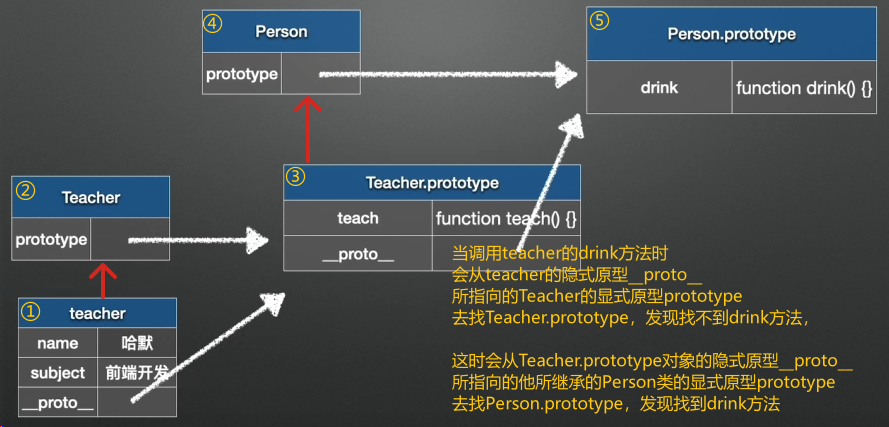 ④
Person
prototype
⑤
Person.prototype
drink
function drink() {}
②
Teacher
prototype
③
Teacher.prototype
teach
function teach() {}
__proto__
①
teacher
name
哈默
subject
前端开发
__proto__
当调用teacher的drink方法时
会从teacher的隐式原型__proto__
所指向的Teacher的显式原型prototype
去找Teacher.prototype，发现找不到drink方法，
这时会从Teacher.prototype对象的隐式原型__proto__
所指向的他所继承的Person类的显式原型prototype
去找Person.prototype，发现找到drink方法